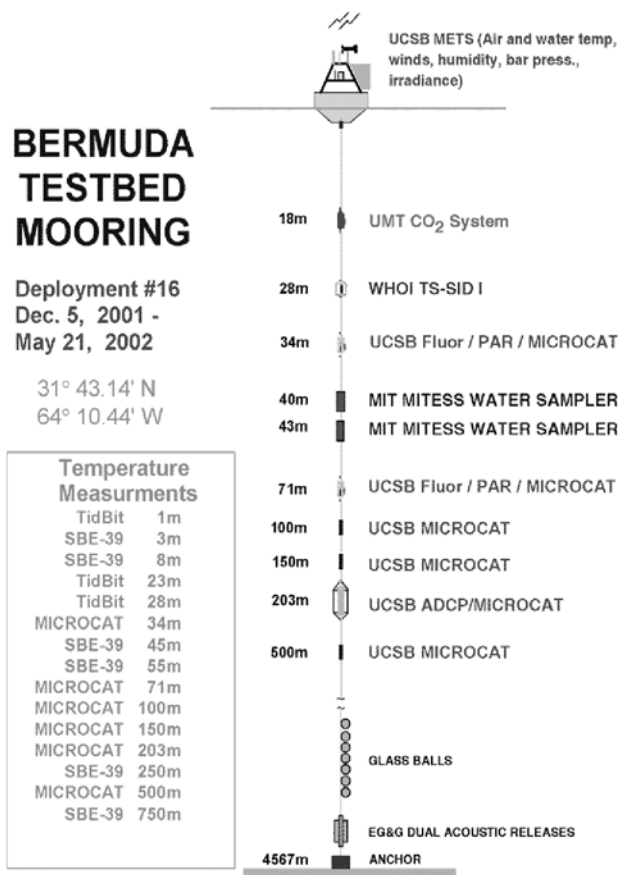 UCSB METS (Air and water temp,
winds, humidity, bar press.,
irradiance)
BERMUDA
TESTBED
MOORING
Deployment #16
Dec. 5, 2001 -
May 21, 2002
31° 43.14' N
64° 10.44' W
18m UMT CO₂ System
28m WHOI TS-SID I
34m UCSB Fluor / PAR / MICROCAT
40m MIT MITESS WATER SAMPLER
43m MIT MITESS WATER SAMPLER
71m UCSB Fluor / PAR / MICROCAT
100m UCSB MICROCAT
150m UCSB MICROCAT
203m UCSB ADCP/MICROCAT
500m UCSB MICROCAT
GLASS BALLS
EG&G DUAL ACOUSTIC RELEASES
4567m ANCHOR
Temperature
Measurments
TidBit 1m
SBE-39 3m
SBE-39 8m
TidBit 23m
TidBit 28m
MICROCAT 34m
SBE-39 45m
SBE-39 55m
MICROCAT 71m
MICROCAT 100m
MICROCAT 150m
MICROCAT 203m
SBE-39 250m
MICROCAT 500m
SBE-39 750m